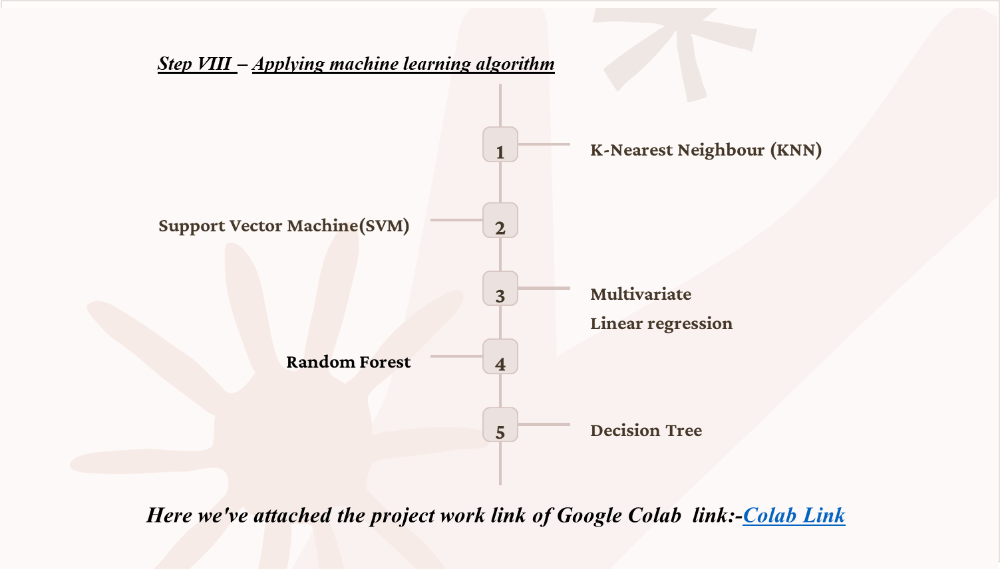 Step VIII – Applying machine learning algorithm
1
K-Nearest Neighbour (KNN)
Support Vector Machine(SVM)
2
3
Multivariate
Linear regression
Random Forest
4
5
Decision Tree
Here we've attached the project work link of Google Colab link:-Colab Link